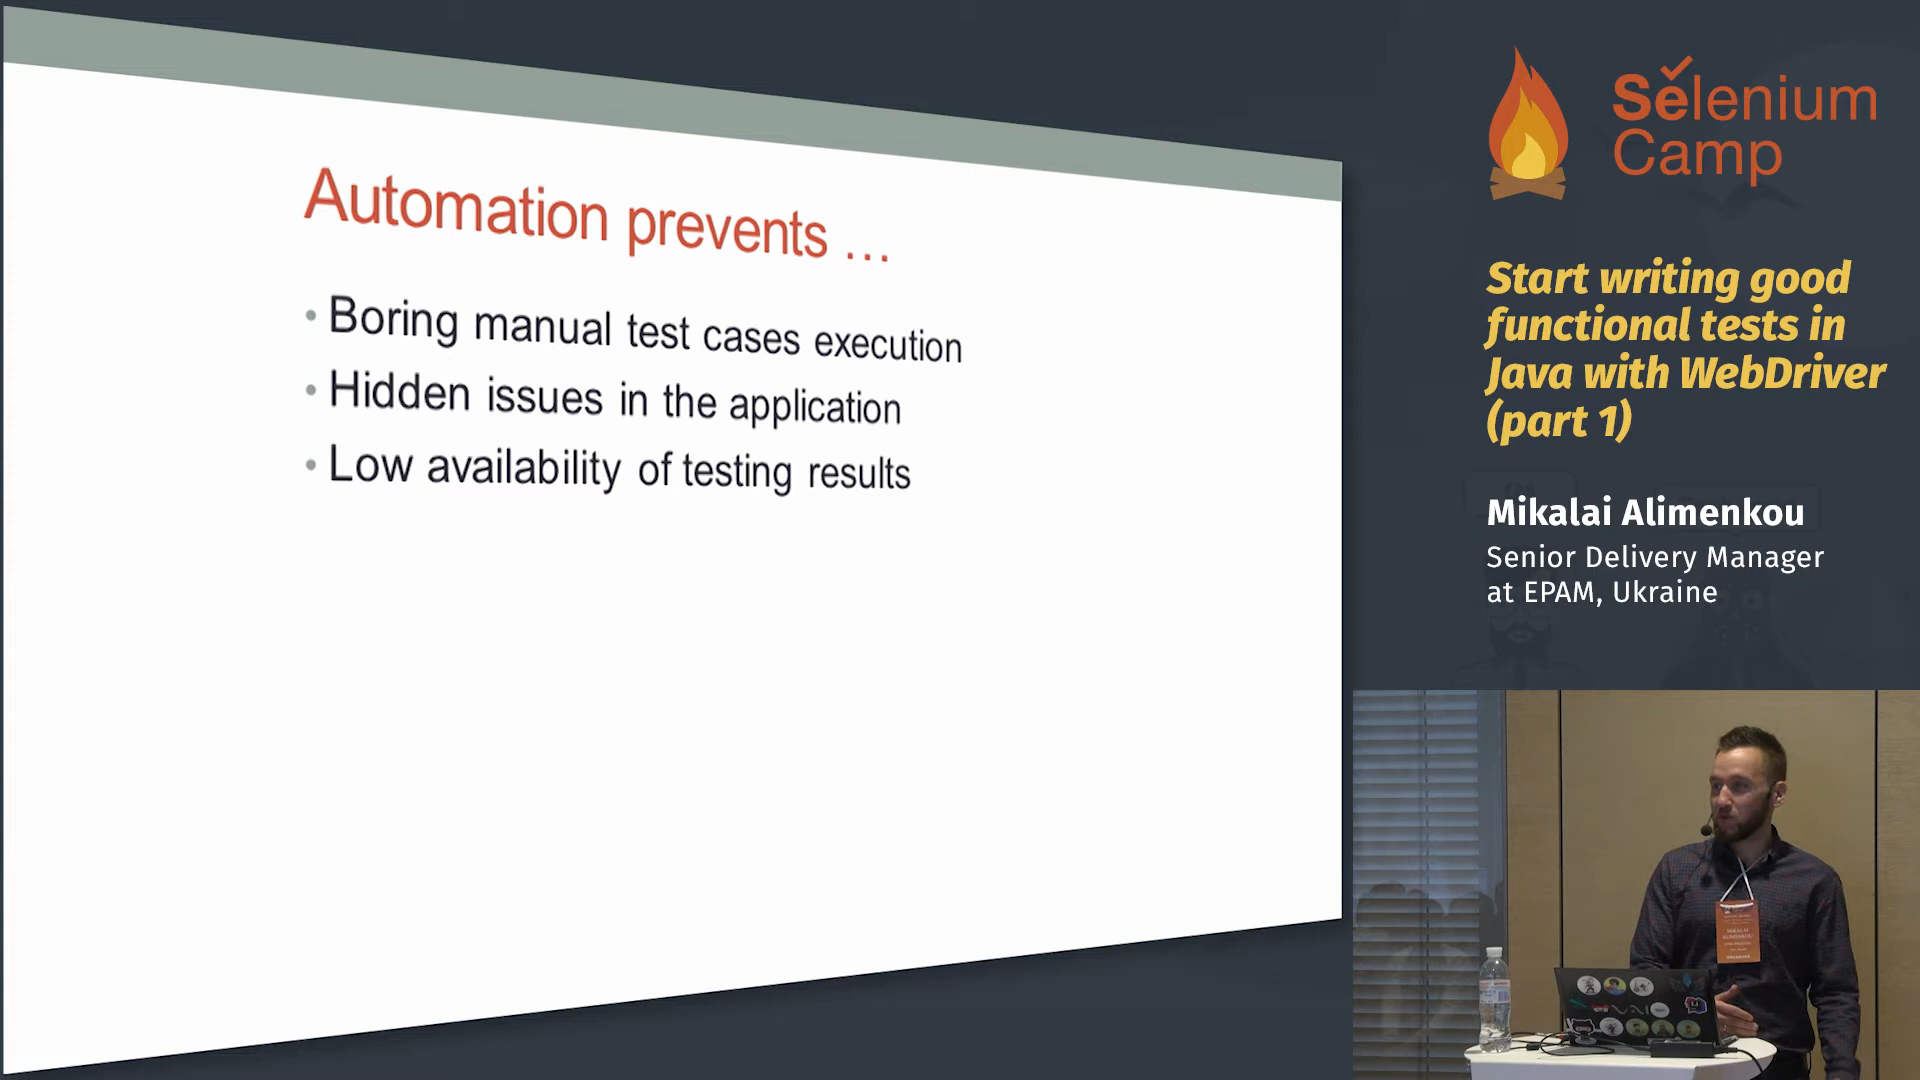 Automation prevents ...
• Boring manual test cases execution
• Hidden issues in the application
• Low availability of testing results
Selenium
Camp
Start writing good
functional tests in
Java with WebDriver
(part 1)
Mikalai Alimenkou
Senior Delivery Manager
at EPAM, Ukraine
MIKALAI
ALIMENKOU